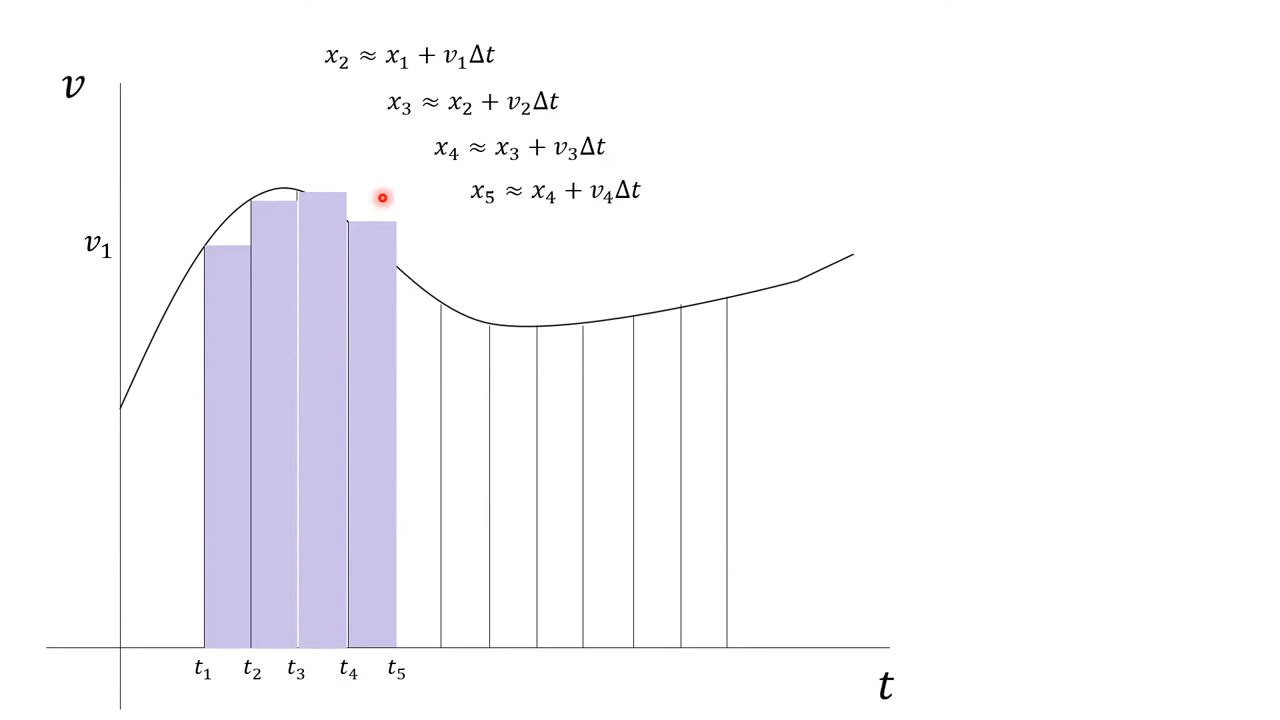 x₂ ≈ x₁ + v₁Δt
v
x₃ ≈ x₂ + v₂Δt
x₄ ≈ x₃ + v₃Δt
x₅ ≈ x₄ + v₄Δt
v₁
t₁ t₂ t₃ t₄ t₅
t